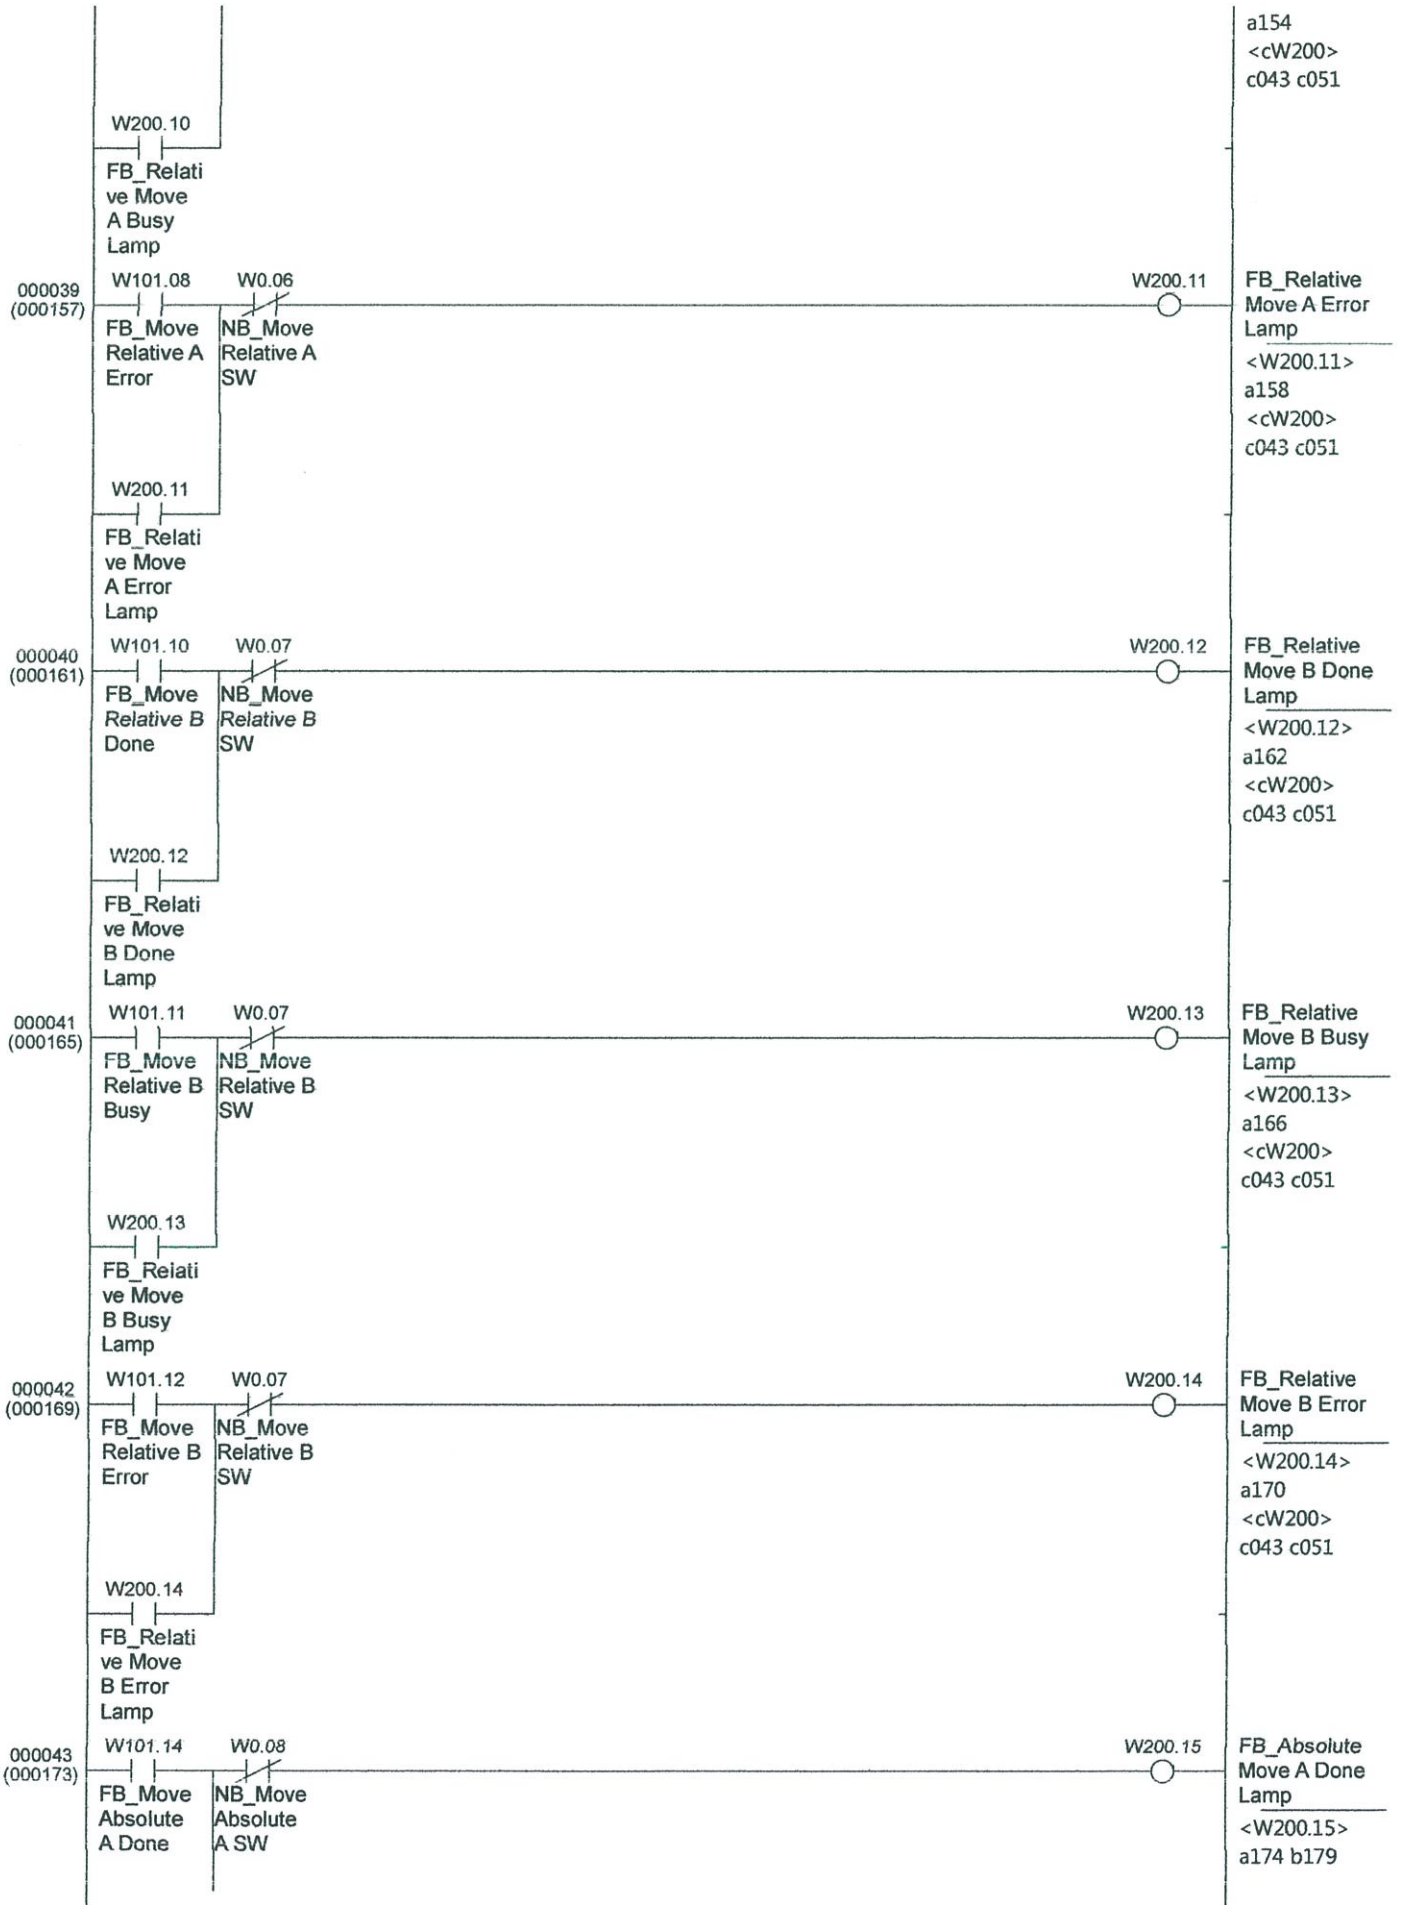 a154
<cW200>
c043 c051
W200.10
FB_Relati
ve Move
A Busy
Lamp
000039
(000157)
W101.08
W0.06
W200.11
FB_Move
Relative A
Error
NB_Move
Relative A
SW
FB_Relative
Move A Error
Lamp
<W200.11>
a158
<cW200>
c043 c051
W200.11
FB_Relati
ve Move
A Error
Lamp
000040
(000161)
W101.10
W0.07
W200.12
FB_Move
Relative B
Done
NB_Move
Relative B
SW
FB_Relative
Move B Done
Lamp
<W200.12>
a162
<cW200>
c043 c051
W200.12
FB_Relati
ve Move
B Done
Lamp
000041
(000165)
W101.11
W0.07
W200.13
FB_Move
Relative B
Busy
NB_Move
Relative B
SW
FB_Relative
Move B Busy
Lamp
<W200.13>
a166
<cW200>
c043 c051
W200.13
FB_Relati
ve Move
B Busy
Lamp
000042
(000169)
W101.12
W0.07
W200.14
FB_Move
Relative B
Error
NB_Move
Relative B
SW
FB_Relative
Move B Error
Lamp
<W200.14>
a170
<cW200>
c043 c051
W200.14
FB_Relati
ve Move
B Error
Lamp
000043
(000173)
W101.14
W0.08
W200.15
FB_Move
Absolute
A Done
NB_Move
Absolute
A SW
FB_Absolute
Move A Done
Lamp
<W200.15>
a174 b179